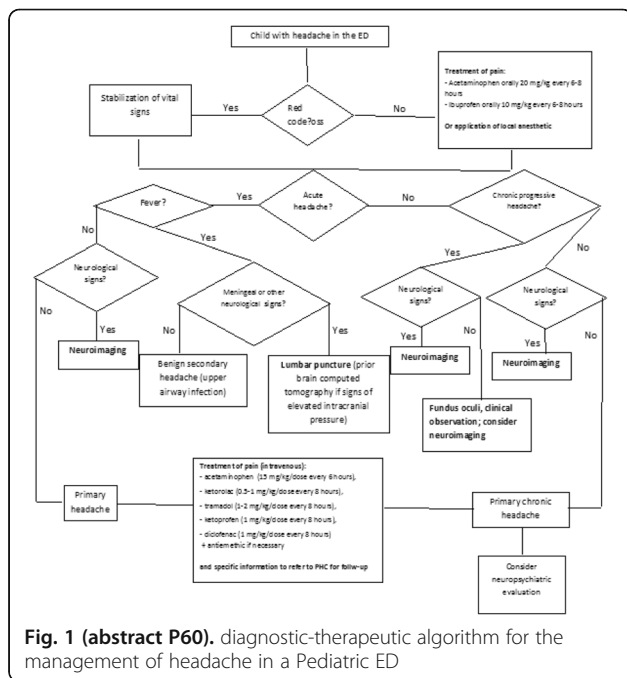 Child with headache in the ED
Stabilization of vital
signs
Yes
Red
code?oss
No
Treatment of pain:
- Acetaminophen orally 20 mg/kg every 6-8
hours
- Ibuprofen orally 10 mg/kg every 6-8 hours
Or application of local anesthetic
Fever?
Yes
Acute
headache?
No
Chronic progressive
headache?
No
Yes
Yes
No
Neurological
signs?
Meningeal or other
neurological signs?
Neurological
signs?
Neurological
signs?
No
Yes
No
Yes
Yes
No
Yes
No
Neuroimaging
Benign secondary
headache (upper
airway infection)
Lumbar puncture (prior
brain computed
tomography if signs of
elevated intracranial
pressure)
Neuroimaging
Neuroimaging
Fundus oculi, clinical
observation; consider
neuroimaging
Primary
headache
Treatment of pain (intravenous):
- acetaminophen (15 mg/kg/dose every 6 hours),
- ketorolac (0.5-1 mg/kg/dose every 8 hours),
- tramadol (1-2 mg/kg/dose every 8 hours),
- ketoprofen (1 mg/kg/dose every 8 hours),
- diclofenac (1 mg/kg/dose every 8 hours)
+ antiemethic if necessary
and specific information to refer to PHC for follow-up
Primary chronic
headache
Consider
neuropsychiatric
evaluation
Fig. 1 (abstract P60). diagnostic-therapeutic algorithm for the
management of headache in a Pediatric ED